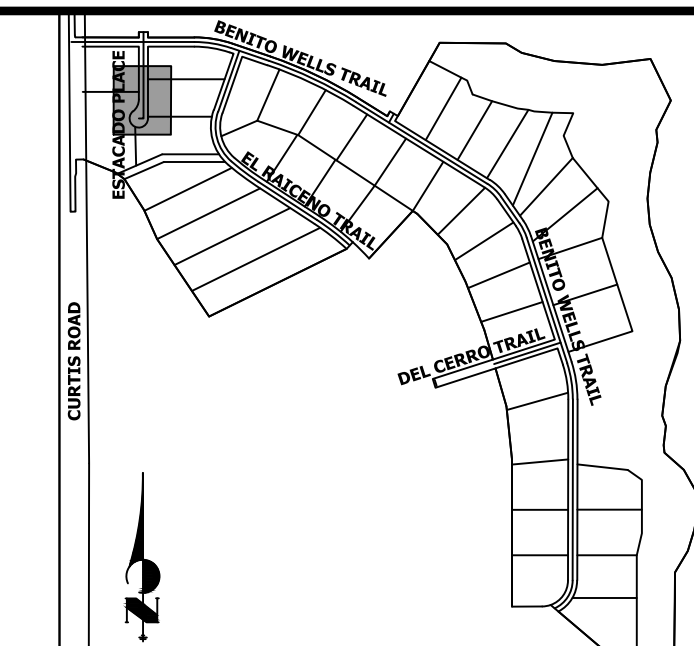 BENITO WELLS TRAIL
ESTACADO PLACE
EL RAICENO TRAIL
BENITO WELLS TRAIL
CURTIS ROAD
DEL CERRO TRAIL
N